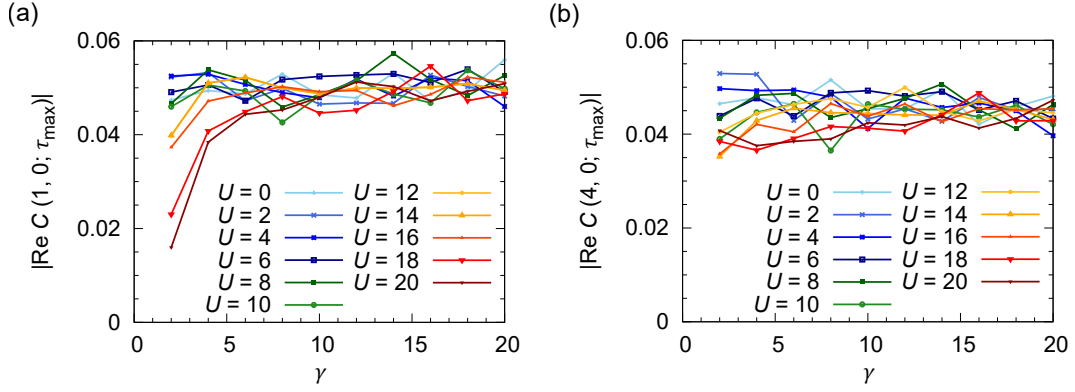 (a)
|Re C (1, 0; τmax)|
0.06
0.04
0.02
0
U = 0
U = 2
U = 4
U = 6
U = 8
U = 10
U = 12
U = 14
U = 16
U = 18
U = 20
0 5 10 15 20
γ
(b)
|Re C (4, 0; τmax)|
0.06
0.04
0.02
0
U = 0
U = 2
U = 4
U = 6
U = 8
U = 10
U = 12
U = 14
U = 16
U = 18
U = 20
0 5 10 15 20
γ